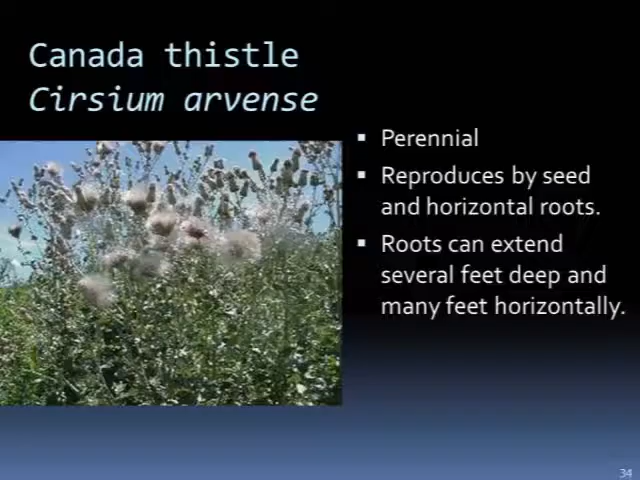 Canada thistle
Cirsium arvense
▪ Perennial
▪ Reproduces by seed
and horizontal roots.
▪ Roots can extend
several feet deep and
many feet horizontally.
34